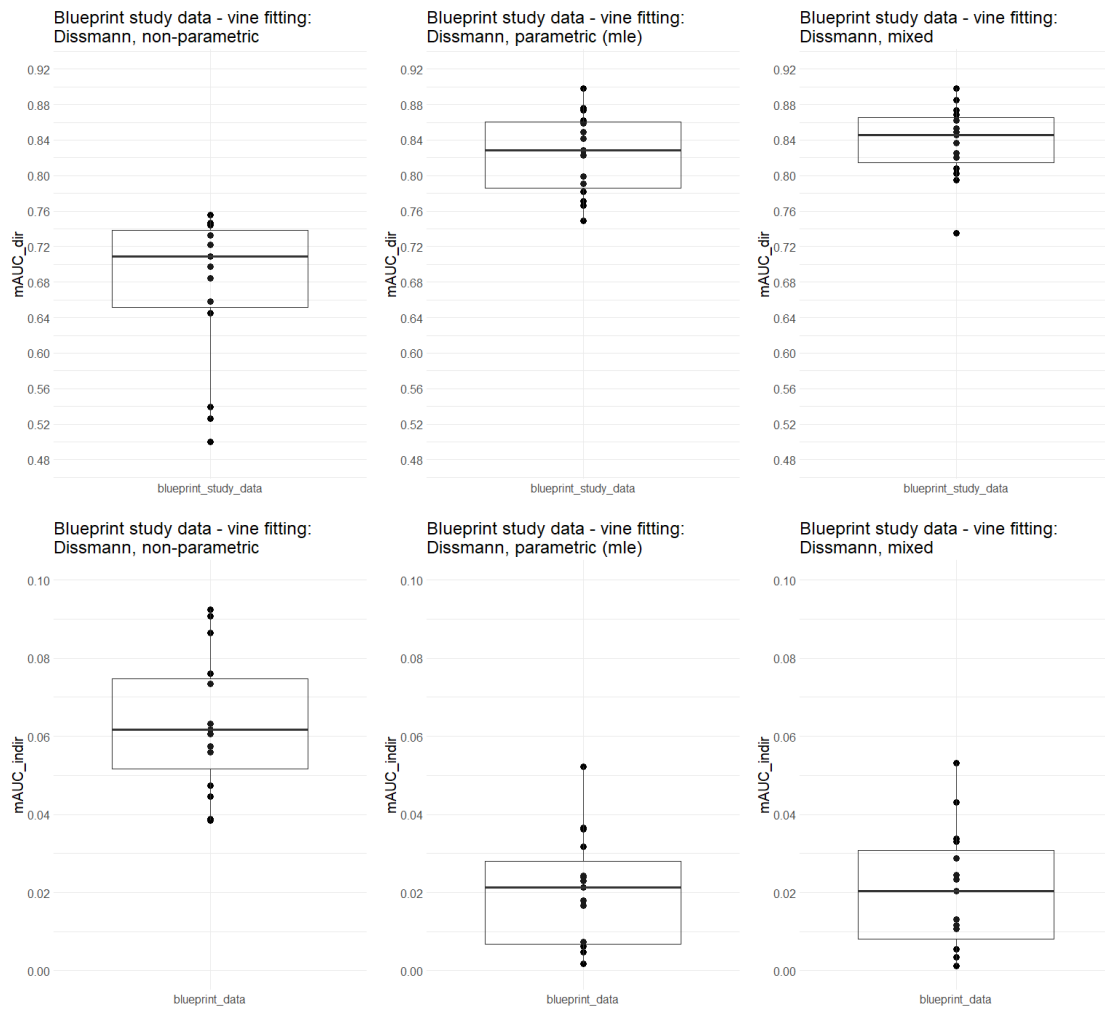 Blueprint study data - vine fitting:
Dissmann, non-parametric
0.92
0.88
0.84
0.80
0.76
0.72
0.68
0.64
0.60
0.56
0.52
0.48
mAUC_dir
blueprint_study_data
Blueprint study data - vine fitting:
Dissmann, parametric (mle)
0.92
0.88
0.84
0.80
0.76
0.72
0.68
0.64
0.60
0.56
0.52
0.48
mAUC_dir
blueprint_study_data
Blueprint study data - vine fitting:
Dissmann, mixed
0.92
0.88
0.84
0.80
0.76
0.72
0.68
0.64
0.60
0.56
0.52
0.48
mAUC_dir
blueprint_study_data
Blueprint study data - vine fitting:
Dissmann, non-parametric
0.10
0.08
0.06
0.04
0.02
0.00
mAUC_indir
blueprint_data
Blueprint study data - vine fitting:
Dissmann, parametric (mle)
0.10
0.08
0.06
0.04
0.02
0.00
mAUC_indir
blueprint_data
Blueprint study data - vine fitting:
Dissmann, mixed
0.10
0.08
0.06
0.04
0.02
0.00
mAUC_indir
blueprint_data